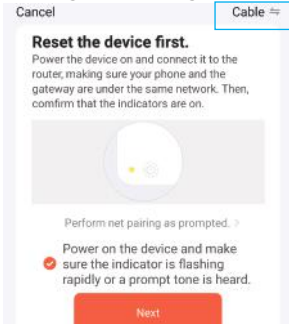 Cancel
Cable ⇋
Reset the device first.
Power the device on and connect it to the
router, making sure your phone and the
gateway are under the same network. Then,
comfirm that the indicators are on.
Perform net pairing as prompted. >
Power on the device and make
sure the indicator is flashing
rapidly or a prompt tone is heard.
Next